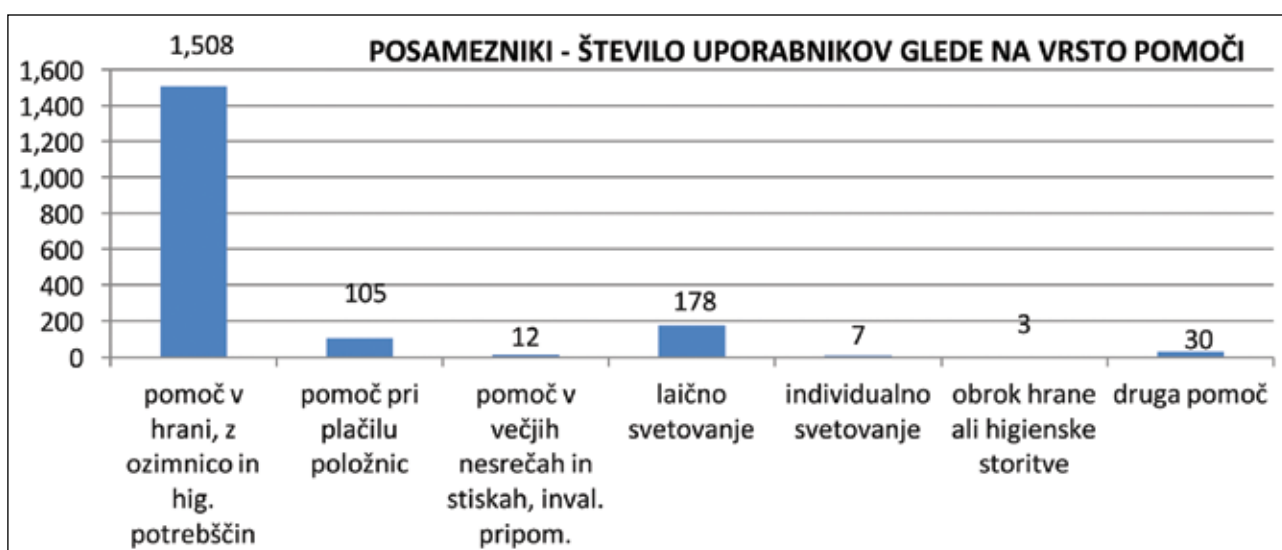 POSAMEZNIKI - ŠTEVILO UPORABNIKOV GLEDE NA VRSTO POMOČI
1,600
1,400
1,200
1,000
800
600
400
200
0
1,508
105
12
178
7
3
30
pomoč v
hrani, z
ozimnico in
hig.
potrebščin
pomoč pri
plačilu
položnic
pomoč v
večjih
nesrečah in
stiskah, inval.
pripom.
laično
svetovanje
individualno
svetovanje
obrok hrane
ali higienske
storitve
druga pomoč